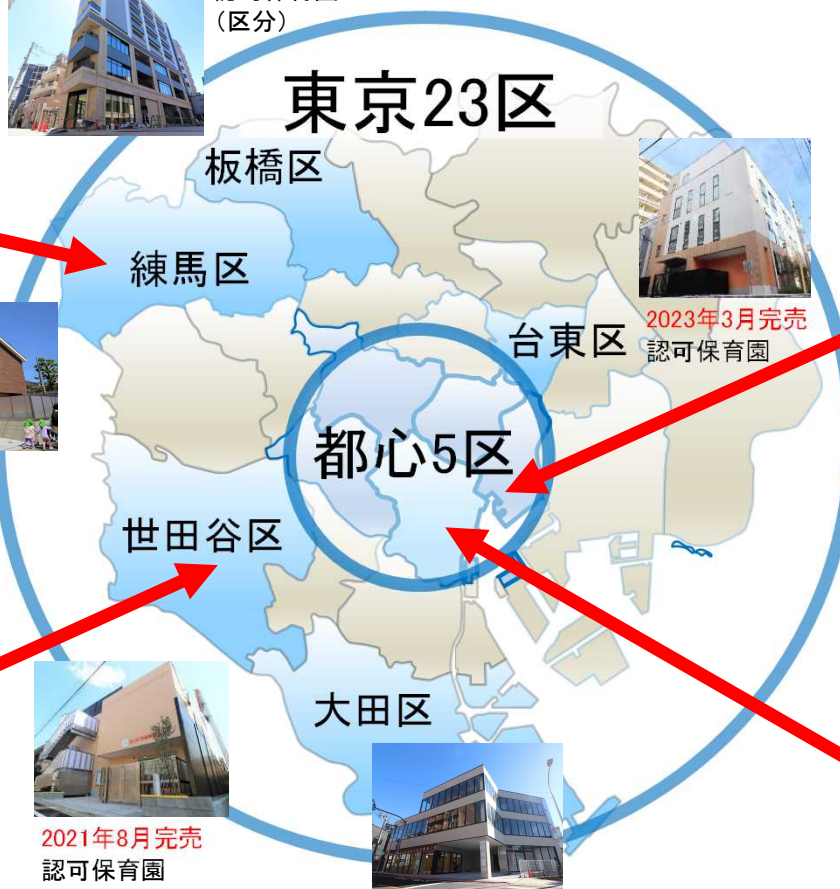 (区分)
東京23区
板橋区
練馬区
台東区
2023年3月完売
認可保育園
都心5区
世田谷区
大田区
2021年8月完売
認可保育園